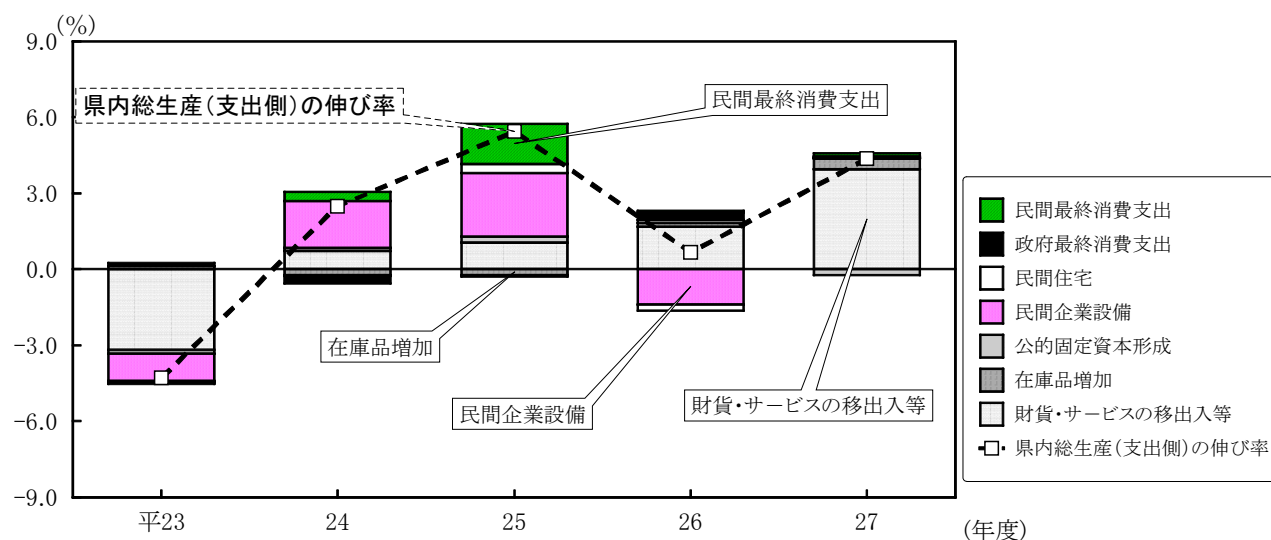 (%)
9.0
6.0
3.0
0.0
-3.0
-6.0
-9.0
県内総生産(支出側)の伸び率
民間最終消費支出
在庫品増加
民間企業設備
財貨・サービスの移出入等
平23
24
25
26
27
(年度)
民間最終消費支出
政府最終消費支出
民間住宅
民間企業設備
公的固定資本形成
在庫品増加
財貨・サービスの移出入等
県内総生産(支出側)の伸び率